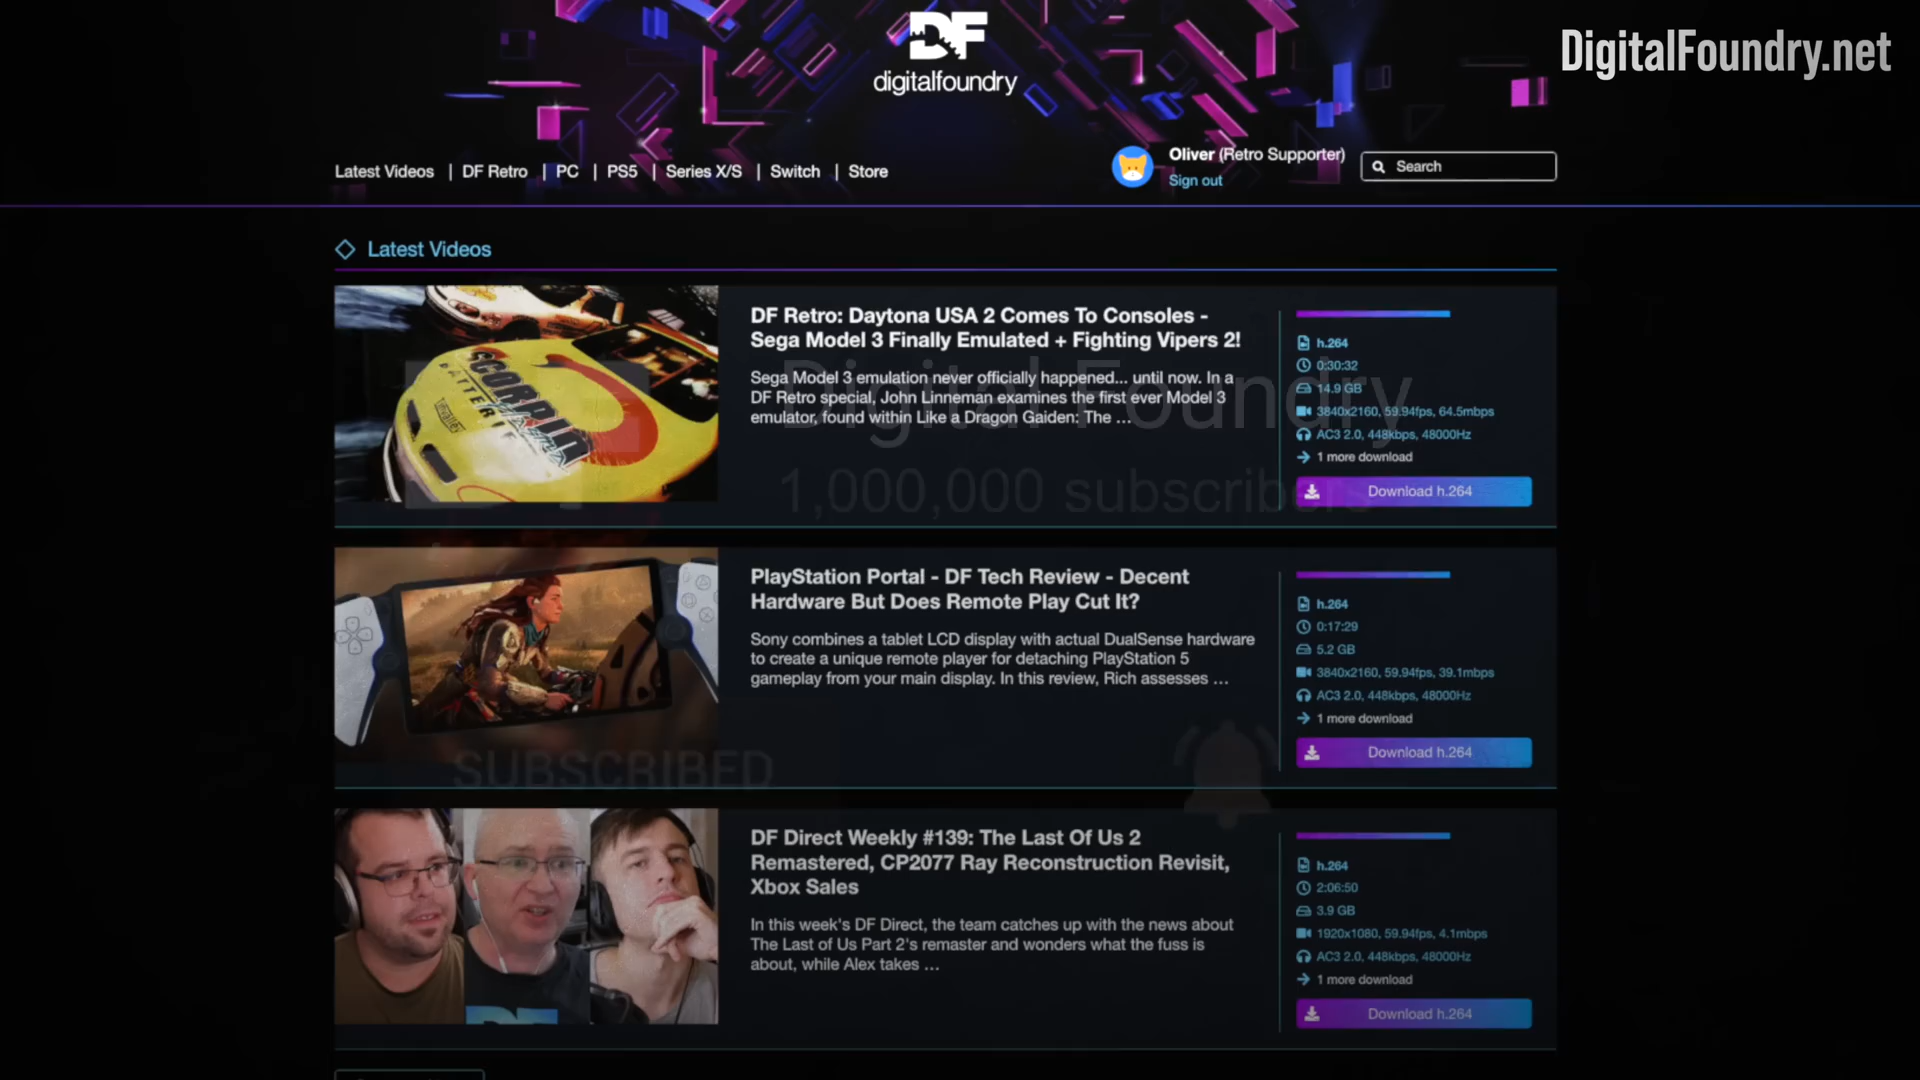 DF
digitalfoundry
DigitalFoundry.net
Latest Videos | DF Retro | PC | PS5 | Series X/S | Switch | Store
Oliver (Retro Supporter)
Sign out
Search
Latest Videos
SCORPIN
BATTERIE
DF Retro: Daytona USA 2 Comes To Consoles -
Sega Model 3 Finally Emulated + Fighting Vipers 2!
Sega Model 3 emulation never officially happened... until now. In a
DF Retro special, John Linneman examines the first ever Model 3
emulator, found within Like a Dragon Gaiden: The ...
h.264
0:30:32
14.9 GB
3840x2160, 59.94fps, 64.5mbps
AC3 2.0, 448kbps, 48000Hz
1 more download
Download h.264
Digital Foundry
1,000,000 subscribers
PlayStation Portal - DF Tech Review - Decent
Hardware But Does Remote Play Cut It?
Sony combines a tablet LCD display with actual DualSense hardware
to create a unique remote player for detaching PlayStation 5
gameplay from your main display. In this review, Rich assesses ...
h.264
0:17:29
5.2 GB
3840x2160, 59.94fps, 39.1mbps
AC3 2.0, 448kbps, 48000Hz
1 more download
Download h.264
SUBSCRIBED
DF Direct Weekly #139: The Last Of Us 2
Remastered, CP2077 Ray Reconstruction Revisit,
Xbox Sales
In this week's DF Direct, the team catches up with the news about
The Last of Us Part 2's remaster and wonders what the fuss is
about, while Alex takes ...
h.264
2:06:50
3.9 GB
1920x1080, 59.94fps, 4.1mbps
AC3 2.0, 448kbps, 48000Hz
1 more download
Download h.264